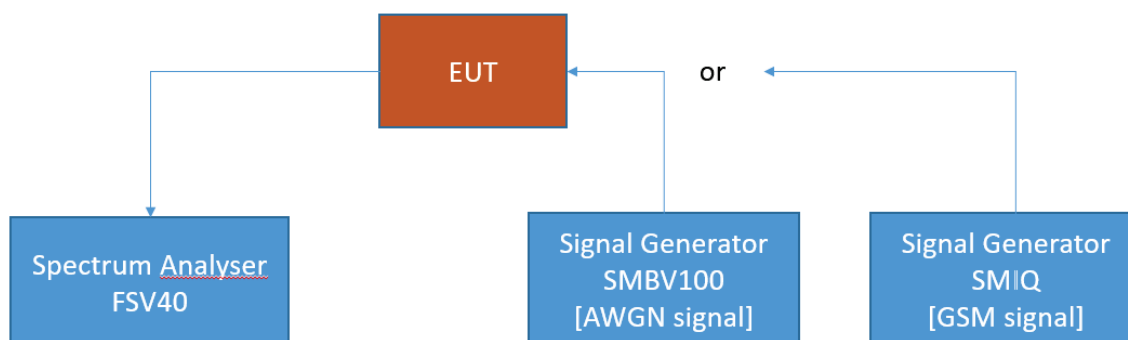 EUT
or
Spectrum Analyser
FSV40
Signal Generator
SMBV100
[AWGN signal]
Signal Generator
SMIQ
[GSM signal]